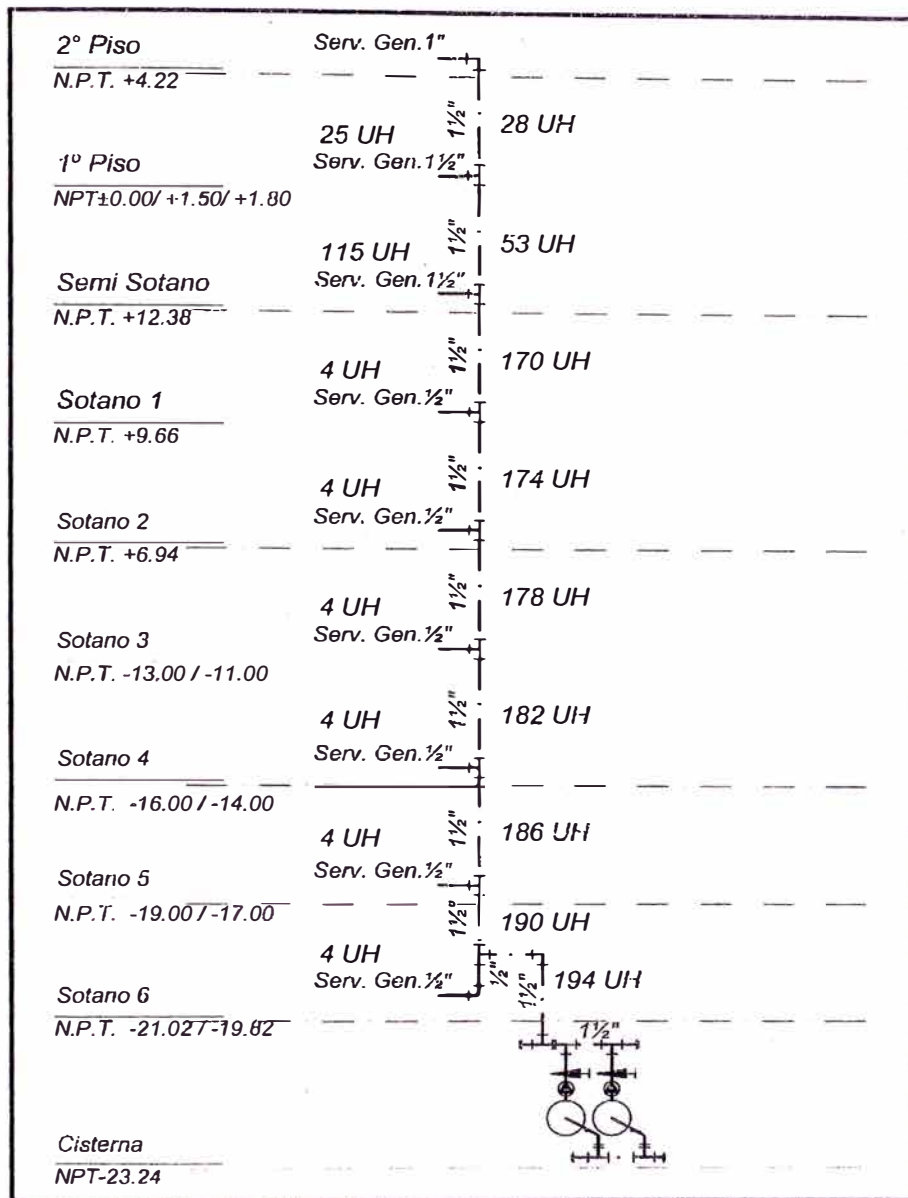 2° Piso
Serv. Gen.1"
N.P.T. +4.22
1½"
28 UH
25 UH
1º Piso
Serv. Gen.1½"
NPT±0.00/ +1.50/ +1.80
1½"
53 UH
115 UH
Semi Sotano
Serv. Gen.1½"
N.P.T. +12.38
1½"
170 UH
4 UH
Sotano 1
Serv. Gen.½"
N.P.T. +9.66
1½"
174 UH
4 UH
Sotano 2
Serv. Gen.½"
N.P.T. +6.94
1½"
178 UH
4 UH
Sotano 3
Serv. Gen.½"
N.P.T. -13.00 / -11.00
1½"
182 UH
4 UH
Sotano 4
Serv. Gen.½"
N.P.T. -16.00 / -14.00
1½"
186 UH
4 UH
Sotano 5
Serv. Gen.½"
N.P.T. -19.00 / -17.00
1½"
190 UH
4 UH
Sotano 6
Serv. Gen.½"
½"
1½"
194 UH
N.P.T. -21.02 / -19.62
1½"
Cisterna
NPT-23.24